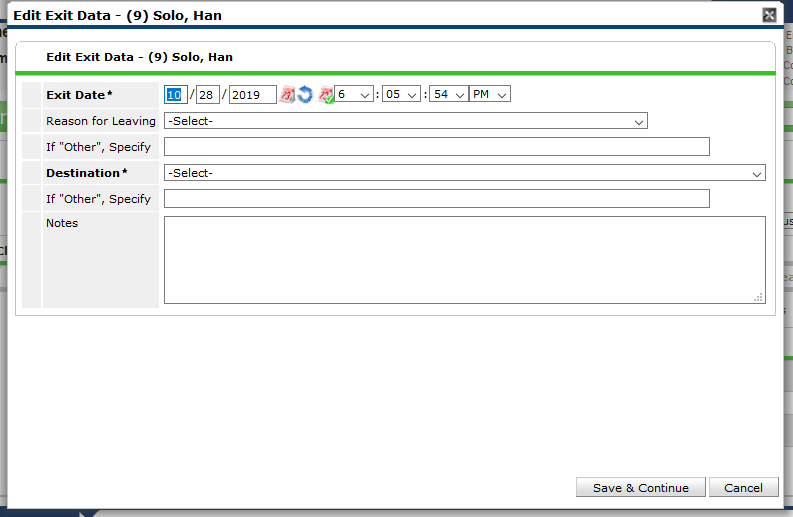 Edit Exit Data - (9) Solo, Han
Edit Exit Data - (9) Solo, Han
Exit Date* 10 / 28 / 2019 6 : 05 : 54 PM
Reason for Leaving -Select-
If "Other", Specify
Destination* -Select-
If "Other", Specify
Notes
Save & Continue Cancel